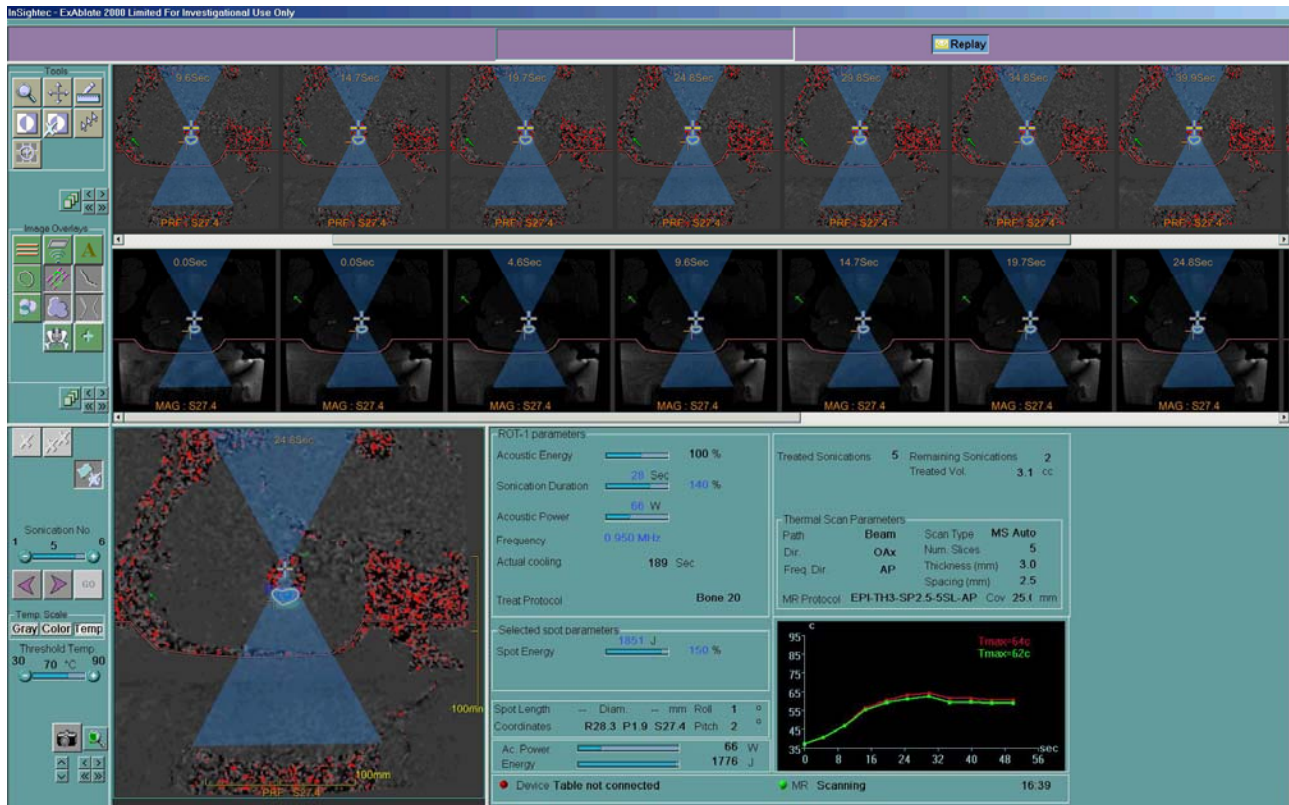 InSightec - ExAblate 2000 Limited For Investigational Use Only
Replay
Tools
9.6Sec 14.7Sec 19.7Sec 24.8Sec 29.8Sec 34.8Sec 39.9Sec
PRF : S27.4 PRF : S27.4 PRF : S27.4 PRF : S27.4 PRF : S27.4 PRF : S27.4 PRF : S27.4
Image Overlays
A
0.0Sec 0.0Sec 4.6Sec 9.6Sec 14.7Sec 19.7Sec 24.8Sec
MAG : S27.4 MAG : S27.4 MAG : S27.4 MAG : S27.4 MAG : S27.4 MAG : S27.4 MAG : S27.4
Sonication No.
1 5 6
GO
Temp. Scale
Gray Color Temp
Threshold Temp
30 70 °C 90
24.8Sec
100mm
100mm
PRF : S27.4
ROT-1 parameters
Acoustic Energy 100 %
28 Sec
Sonication Duration 140 %
66 W
Acoustic Power
Frequency 0.950 MHz
Actual cooling 189 Sec
Treat Protocol Bone 20
Selected spot parameters
1851 J
Spot Energy 150 %
Spot Length -- Diam. -- mm Roll 1 °
Coordinates R28.3 P1.9 S27.4 Pitch 2 °
Ac. Power 66 W
Energy 1776 J
Treated Sonications 5 Remaining Sonications 2
Treated Vol. 3.1 cc
Thermal Scan Parameters
Path Beam Scan Type MS Auto
Dir. OAx Num. Slices 5
Freq. Dir AP Thickness (mm) 3.0
Spacing (mm) 2.5
MR Protocol EPI-TH3-SP2.5-5SL-AP Cov 25.( mm
c
95
85
75
65
55
45
35
Tmax=64c
Tmax=62c
0 8 16 24 32 40 48 56
sec
Device Table not connected
MR Scanning 16:39